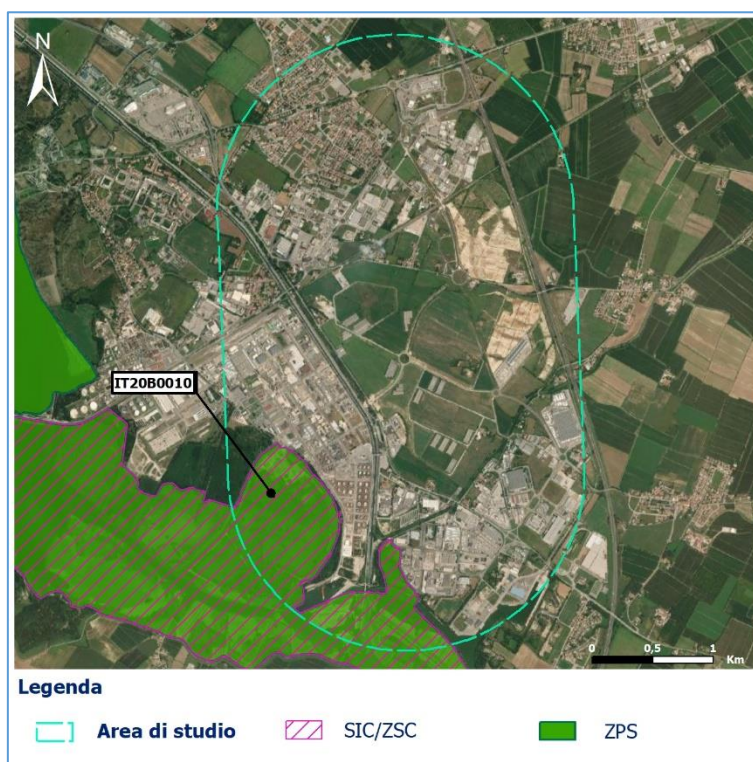 N
IT20B0010
0 0,5 1
Km
Legenda
Area di studio SIC/ZSC ZPS